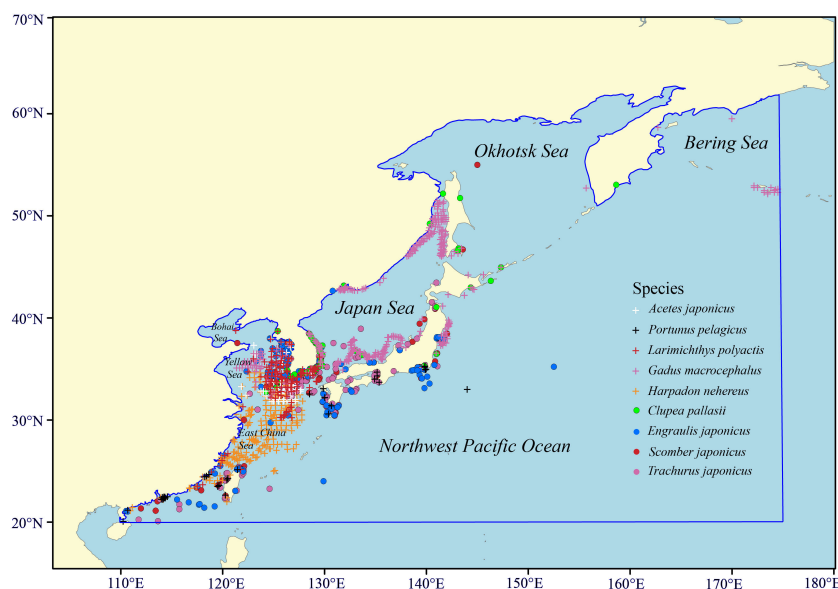 70°N
60°N
50°N
40°N
30°N
20°N
Okhotsk Sea
Bering Sea
Japan Sea
Bohai
Sea
Yellow
Sea
East China
Sea
Northwest Pacific Ocean
Species
Acetes japonicus
Portunus pelagicus
Larimichthys polyactis
Gadus macrocephalus
Harpadon nehereus
Clupea pallasii
Engraulis japonicus
Scomber japonicus
Trachurus japonicus
110°E 120°E 130°E 140°E 150°E 160°E 170°E 180°E